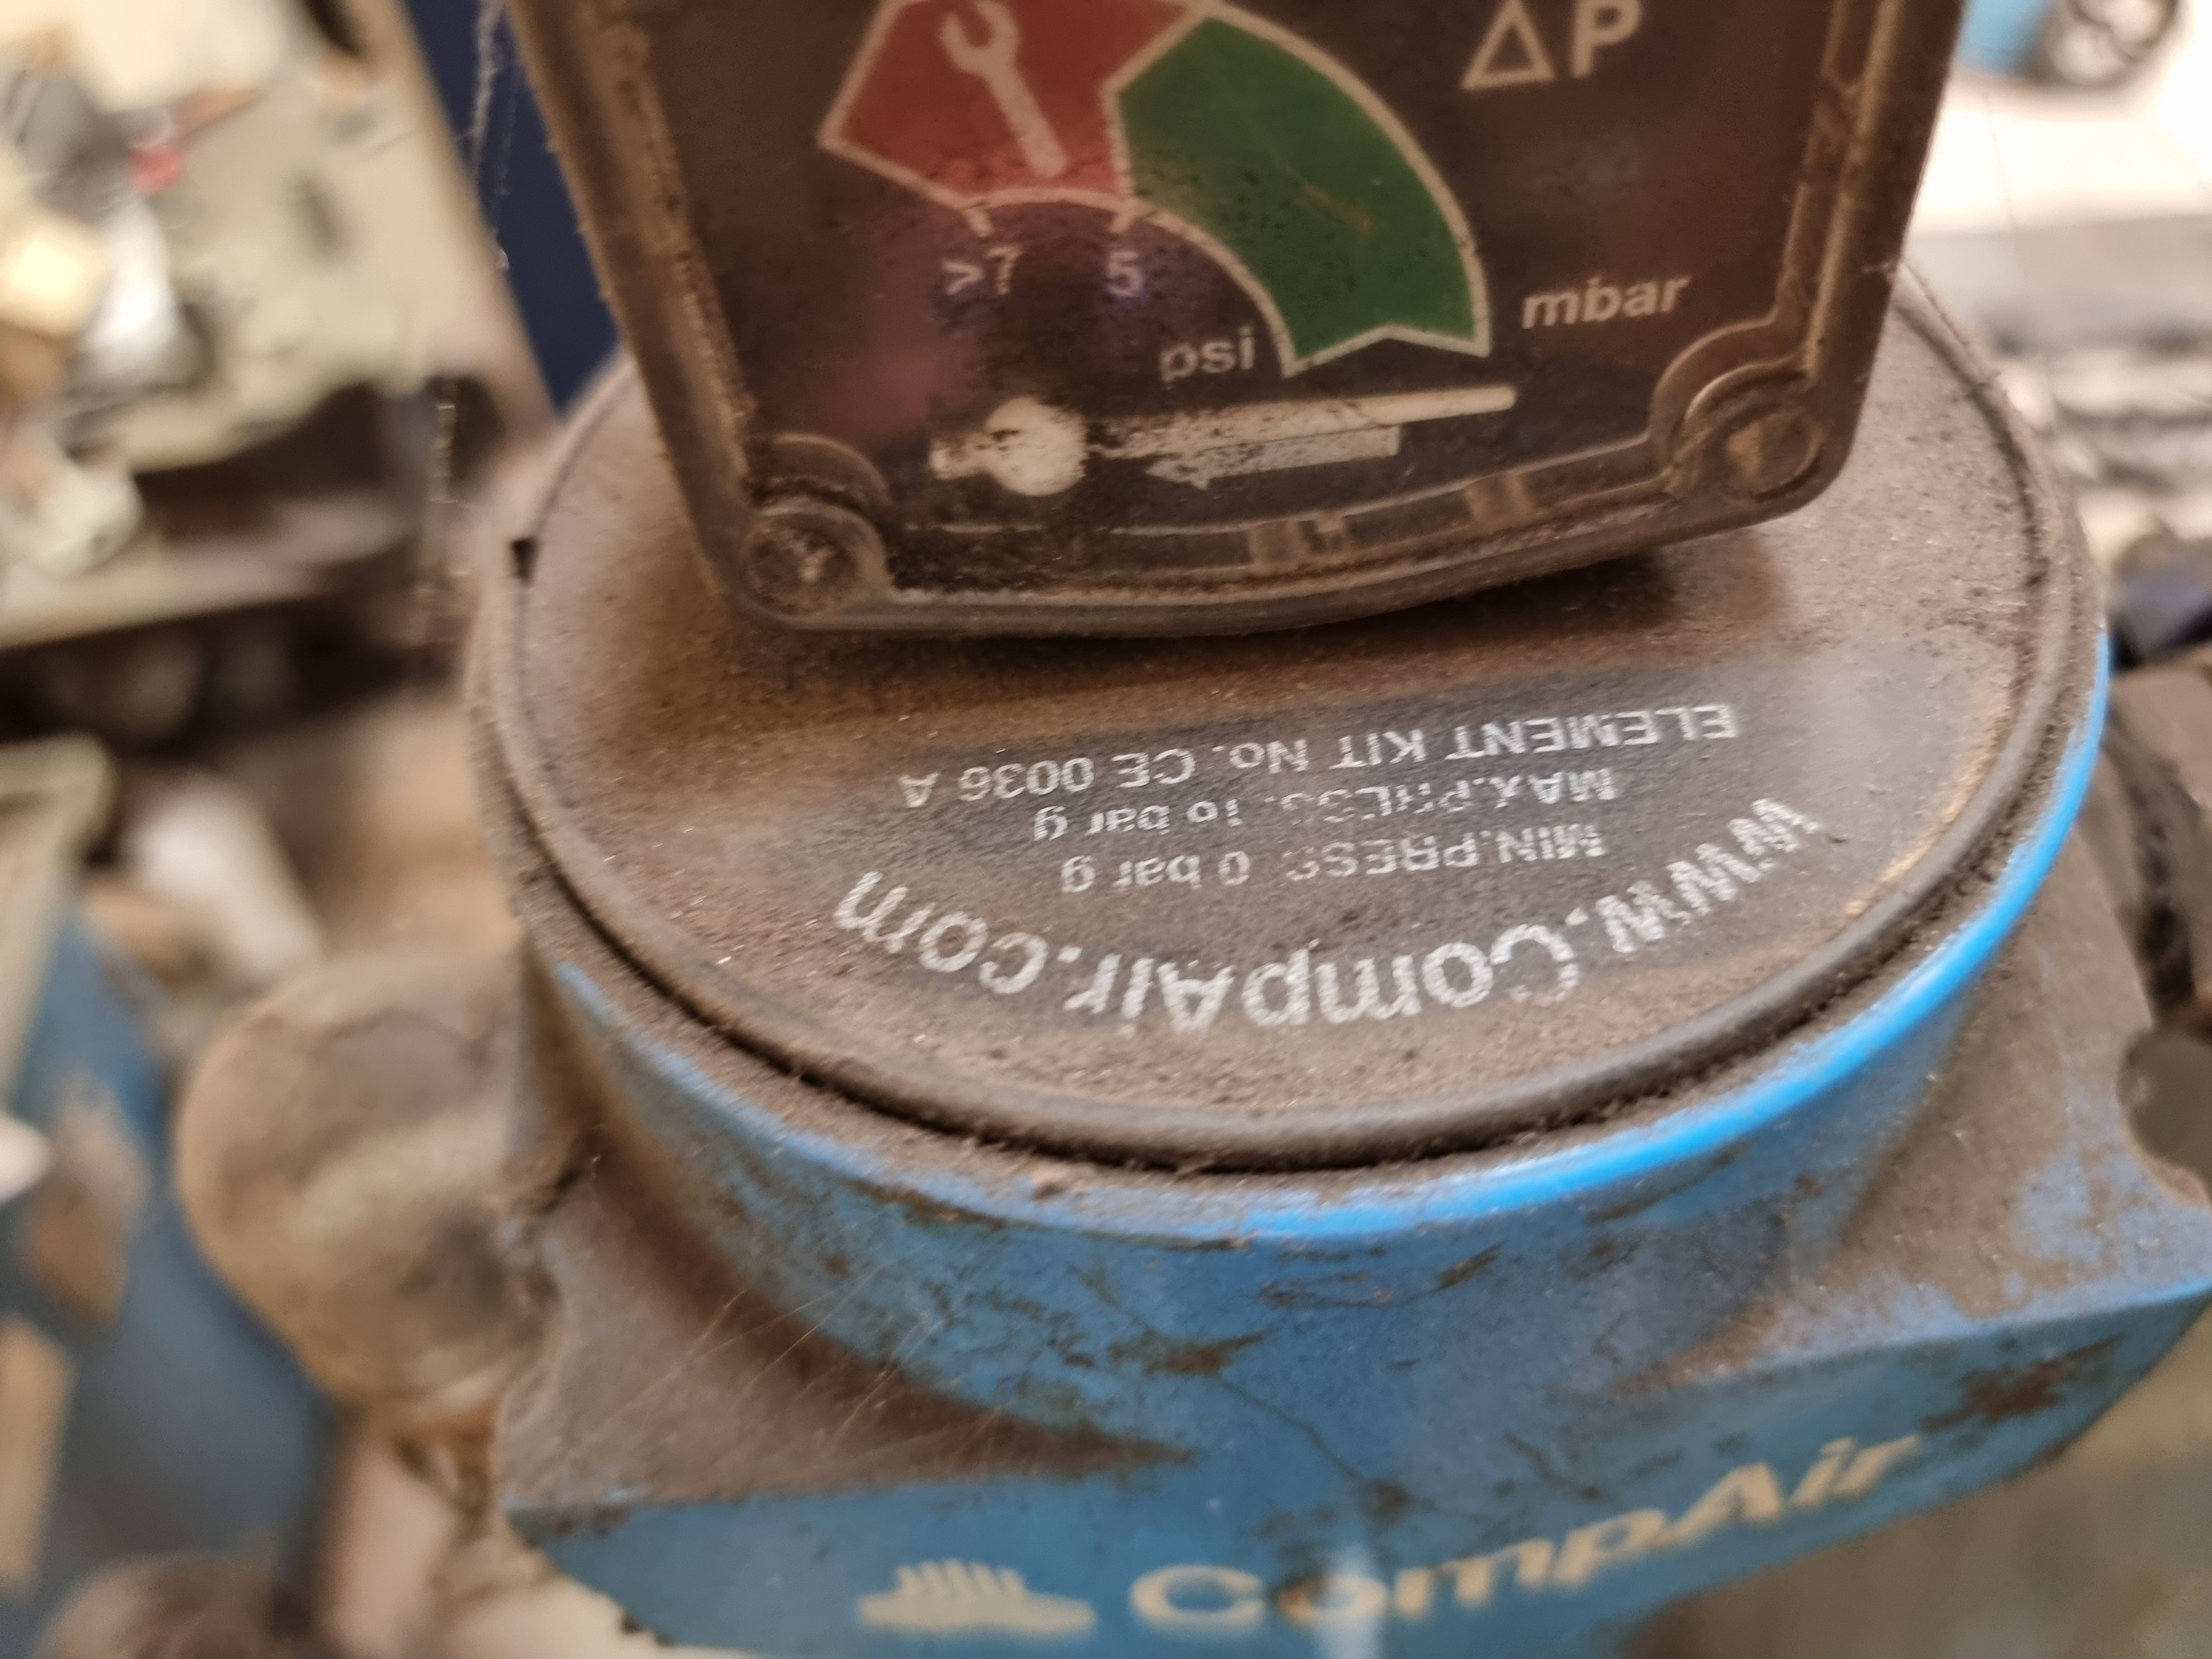 ΔP
>7 5
psi
mbar
www.CompAir.com
MIN.PRESS. 0 bar g
MAX.PRESS. 16 bar g
ELEMENT KIT No. CE 0036 A
CompAir